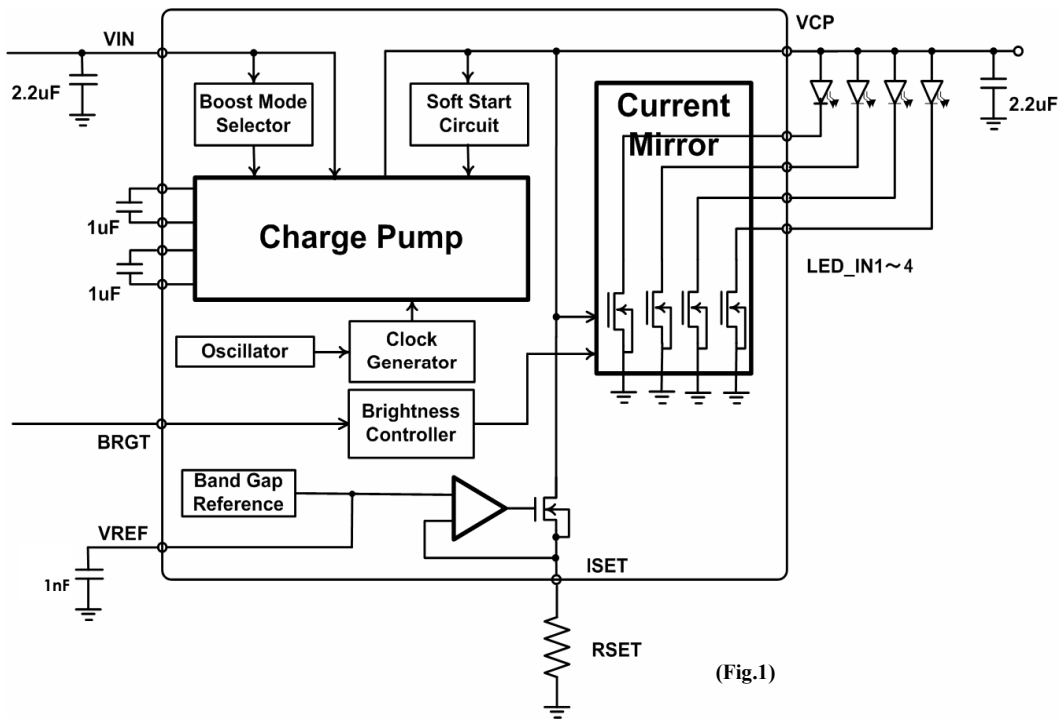 VIN
VCP
2.2uF
Boost Mode
Selector
Soft Start
Circuit
Current
Mirror
2.2uF
1uF
Charge Pump
1uF
LED_IN1～4
Oscillator
Clock
Generator
BRGT
Brightness
Controller
Band Gap
Reference
VREF
1nF
ISET
RSET
(Fig.1)